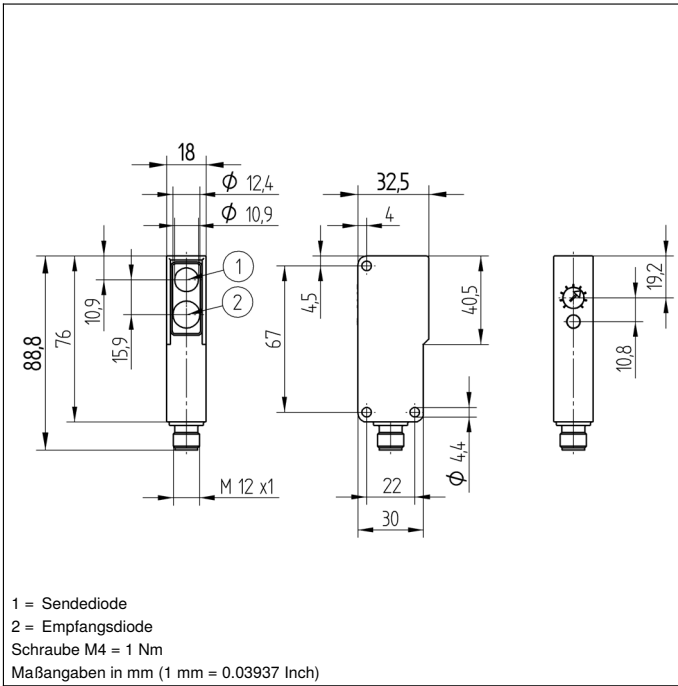 18
ϕ 12,4
ϕ 10,9
1
2
10,9
15,9
76
88,8
M 12 x1
32,5
4
4,5
67
40,5
ϕ 4,4
22
30
19,2
10,8
1 = Sendediode
2 = Empfangsdiode
Schraube M4 = 1 Nm
Maßangaben in mm (1 mm = 0.03937 Inch)